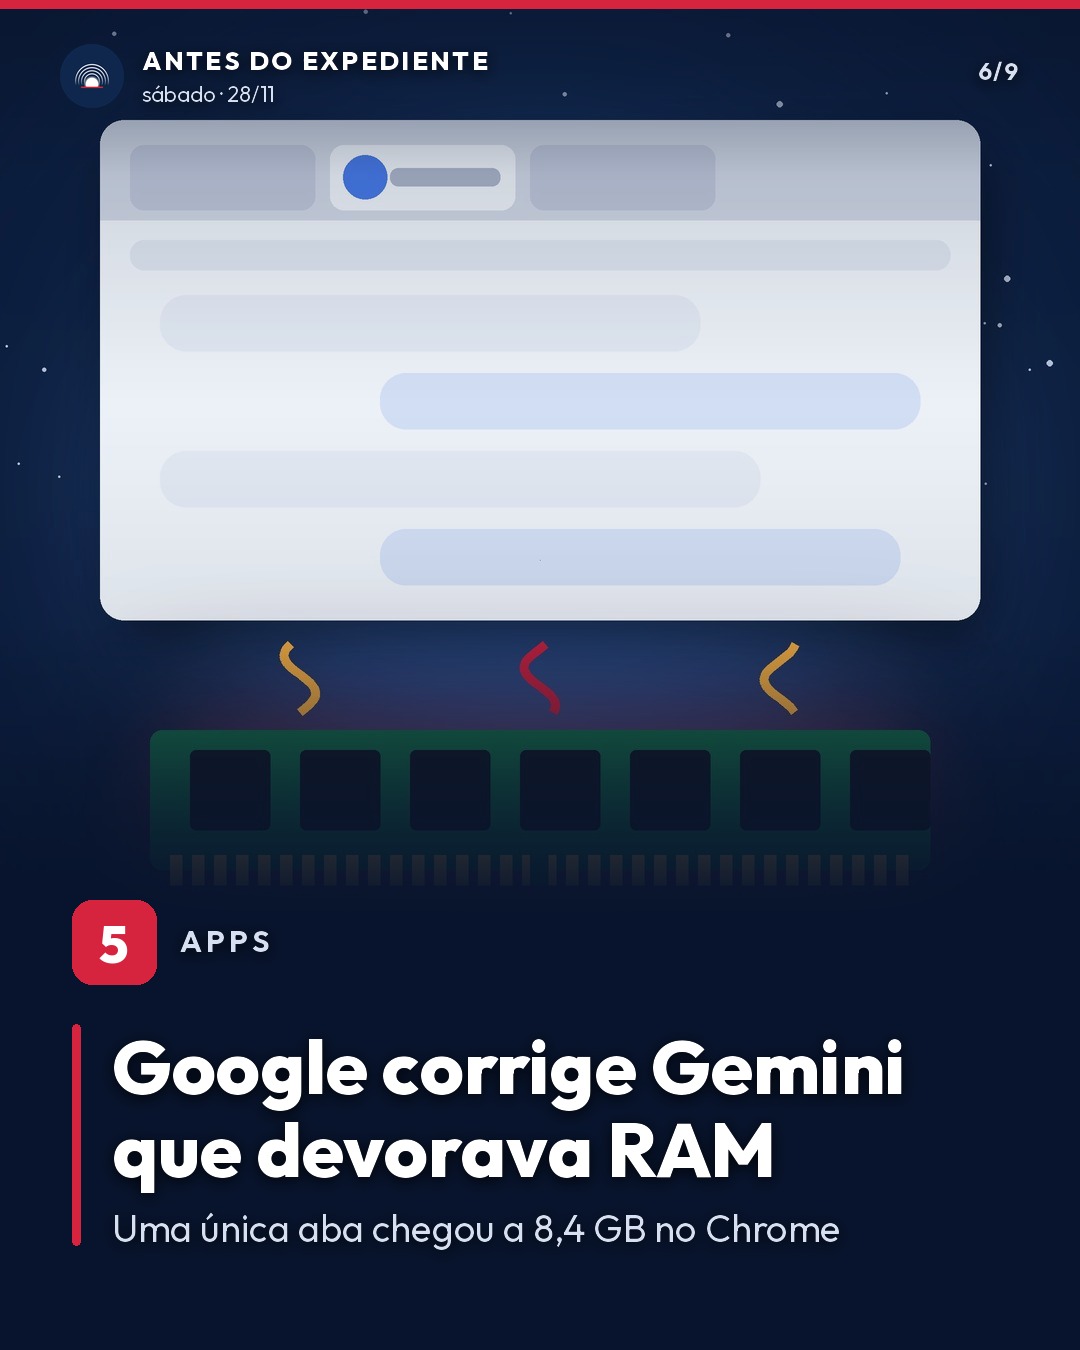 ANTES DO EXPEDIENTE
sábado · 28/11
6/9
5
APPS
Google corrige Gemini
que devorava RAM
Uma única aba chegou a 8,4 GB no Chrome